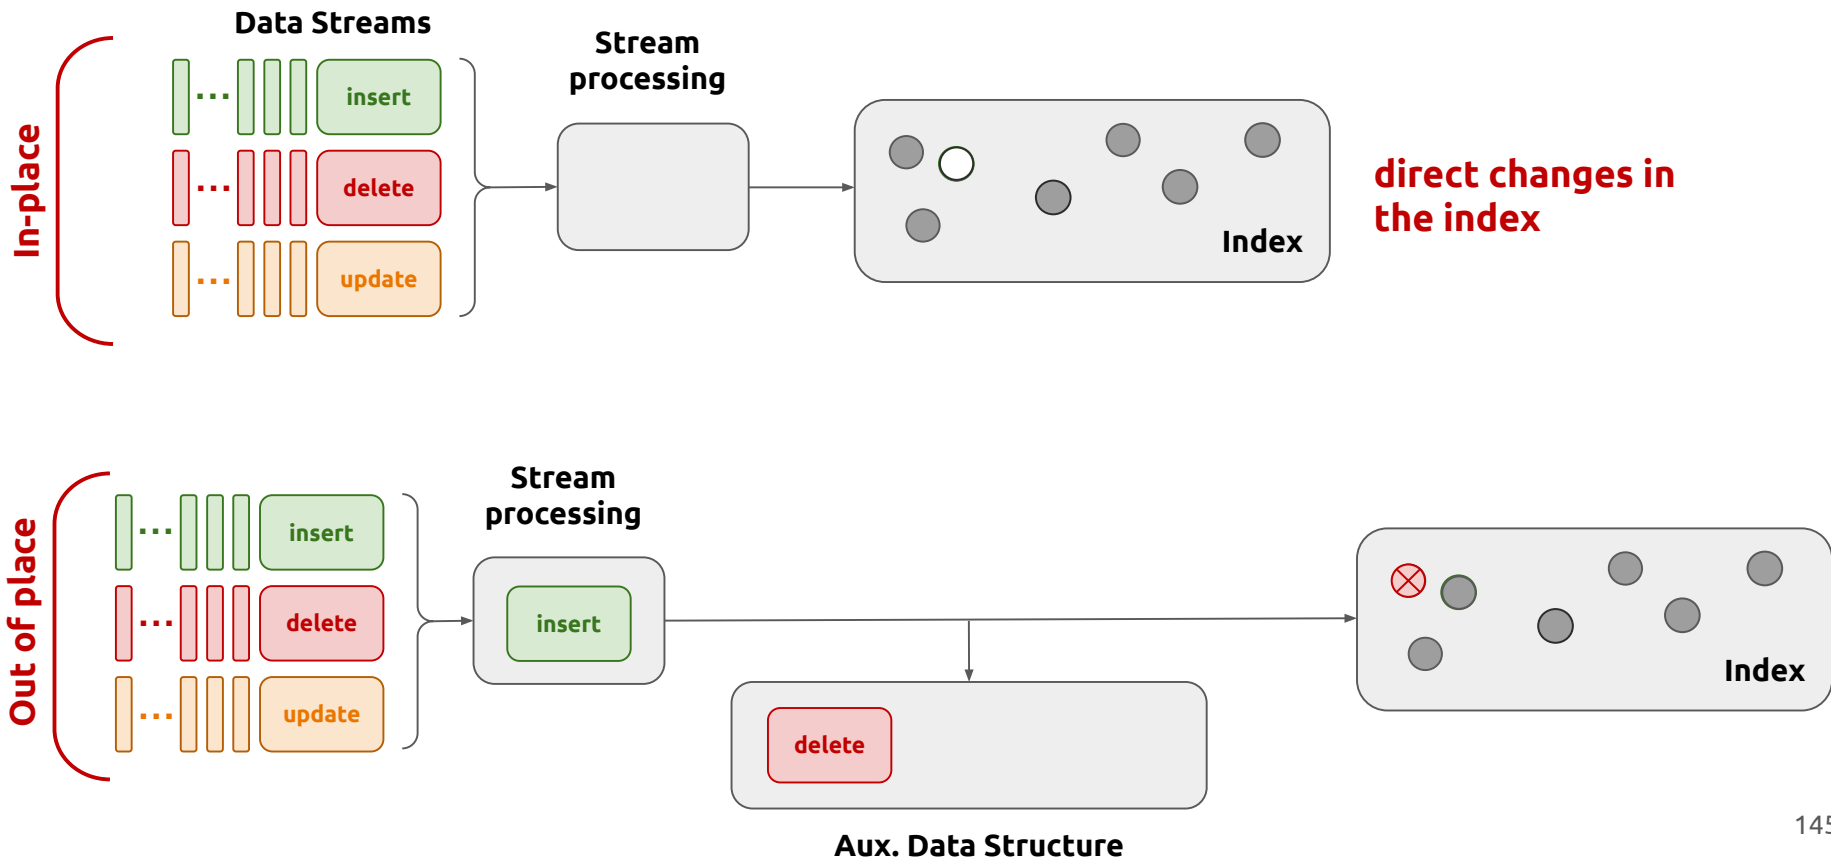 Data Streams
Stream
processing
In-place
...
insert
...
delete
...
update
Index
direct changes in
the index
Stream
processing
Out of place
...
insert
...
delete
...
update
insert
delete
Index
Aux. Data Structure
145